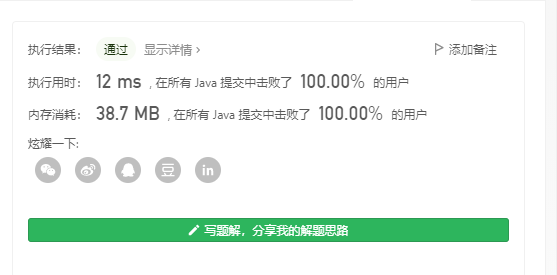 执行结果： 通过 显示详情 › 添加备注
执行用时： 12 ms , 在所有 Java 提交中击败了 100.00% 的用户
内存消耗： 38.7 MB , 在所有 Java 提交中击败了 100.00% 的用户
炫耀一下:
豆 in
写题解，分享我的解题思路